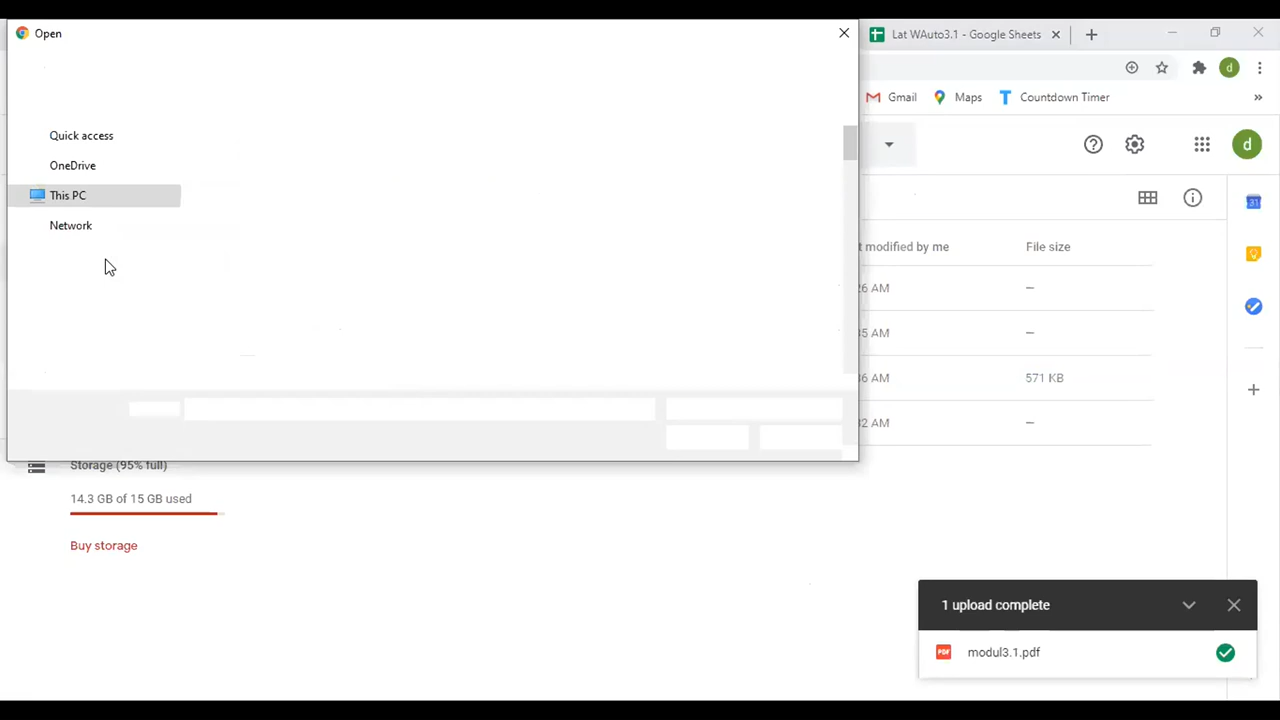 Open
Lat WAuto3.1 - Google Sheets
d
Gmail
Maps
Countdown Timer
»
Quick access
OneDrive
This PC
Network
d
31
t modified by me
File size
26 AM
—
35 AM
—
36 AM
571 KB
32 AM
—
Storage (95% full)
14.3 GB of 15 GB used
Buy storage
1 upload complete
PDF
modul3.1.pdf